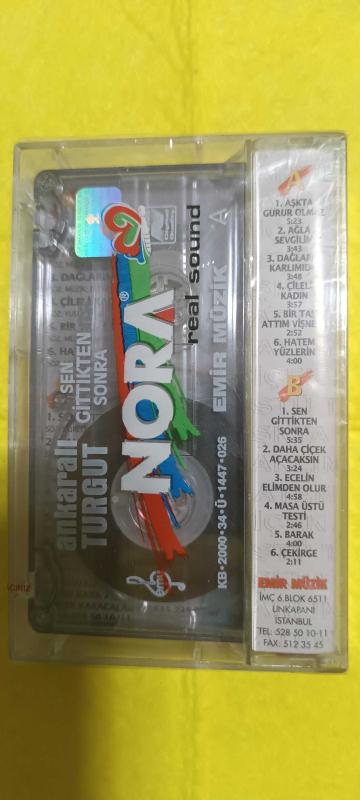 ankaralı
TURGUT
SEN
GİTTİKTEN
SONRA
NORA®
real sound
A
EMİR MÜZİK
KB•2000•34•Ü•1447•026
A
1. AŞKTA
GURUR OLMAZ
5:23
2. AĞLA
SEVGİLİM
3:43
3. DAĞLAR
KARLIMIDIR
3:48
4. ÇİLELİ
KADIN
3:57
5. BİR TAŞ
ATTIM VİŞNE
2:52
6. HATEM
YÜZLERİN
4:00
B
1. SEN
GİTTİKTEN
SONRA
5:35
2. DAHA ÇİÇEK
AÇACAKSIN
3:24
3. ECELİN
ELİMDEN OLUR
4:58
4. MASA ÜSTÜ
TESTİ
2:46
5. BARAK
4:00
6. ÇEKİRGE
2:11
EMİR MÜZİK
İMÇ 6.BLOK 6511
UNKAPANI
İSTANBUL
TEL: 528 50 10-11
FAX: 512 35 45